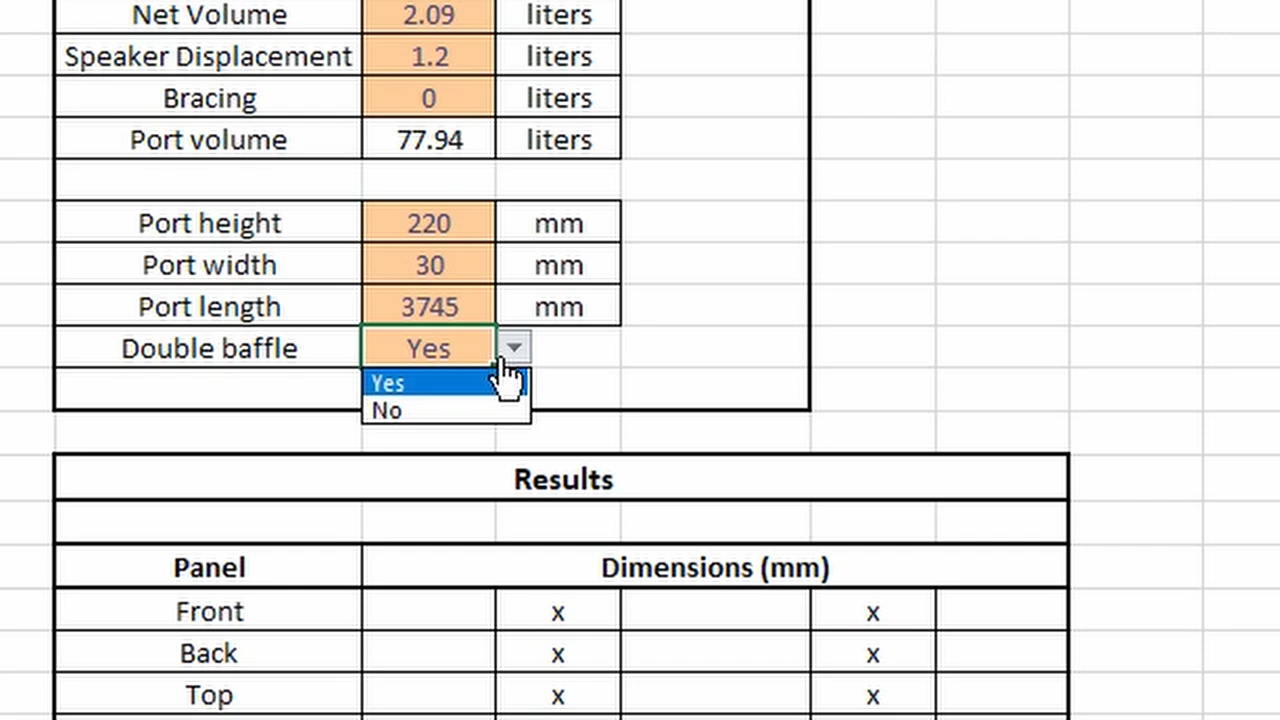 Net Volume 2.09 liters
Speaker Displacement 1.2 liters
Bracing 0 liters
Port volume 77.94 liters
Port height 220 mm
Port width 30 mm
Port length 3745 mm
Double baffle Yes
Yes
No
Results
Panel Dimensions (mm)
Front x x
Back x x
Top x x